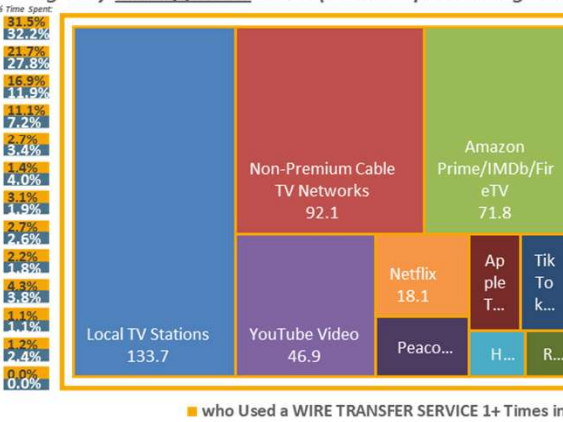 % Time Spent:
31.5%
32.2%
21.7%
27.8%
16.9%
11.9%
11.1%
7.2%
2.7%
3.4%
1.4%
4.0%
3.1%
1.9%
2.7%
2.6%
2.2%
1.8%
4.3%
3.8%
1.1%
1.1%
1.2%
2.4%
0.0%
0.0%
Local TV Stations
133.7
Non-Premium Cable
TV Networks
92.1
Amazon
Prime/IMDb/Fir
eTV
71.8
YouTube Video
46.9
Netflix
18.1
Peaco...
Ap
ple
T...
Tik
To
k...
H...
R...
who Used a WIRE TRANSFER SERVICE 1+ Times in